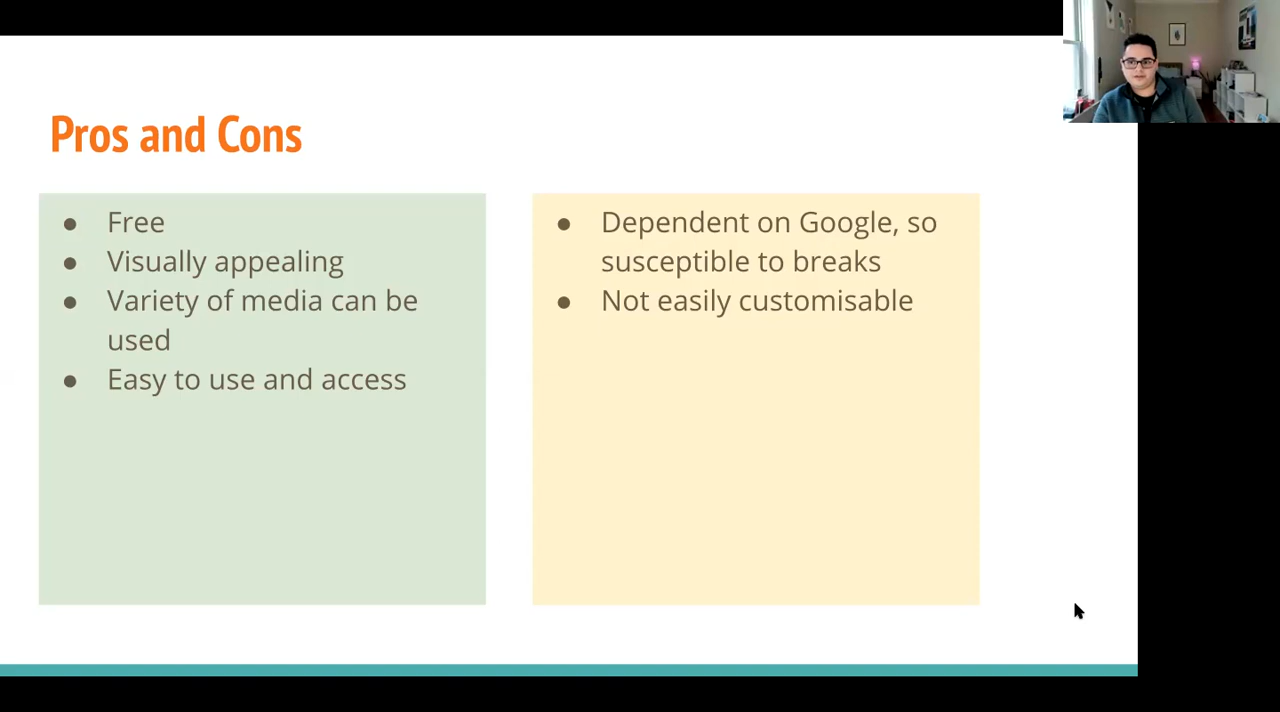 Pros and Cons
● Free
● Visually appealing
● Variety of media can be
used
● Easy to use and access
● Dependent on Google, so
susceptible to breaks
● Not easily customisable